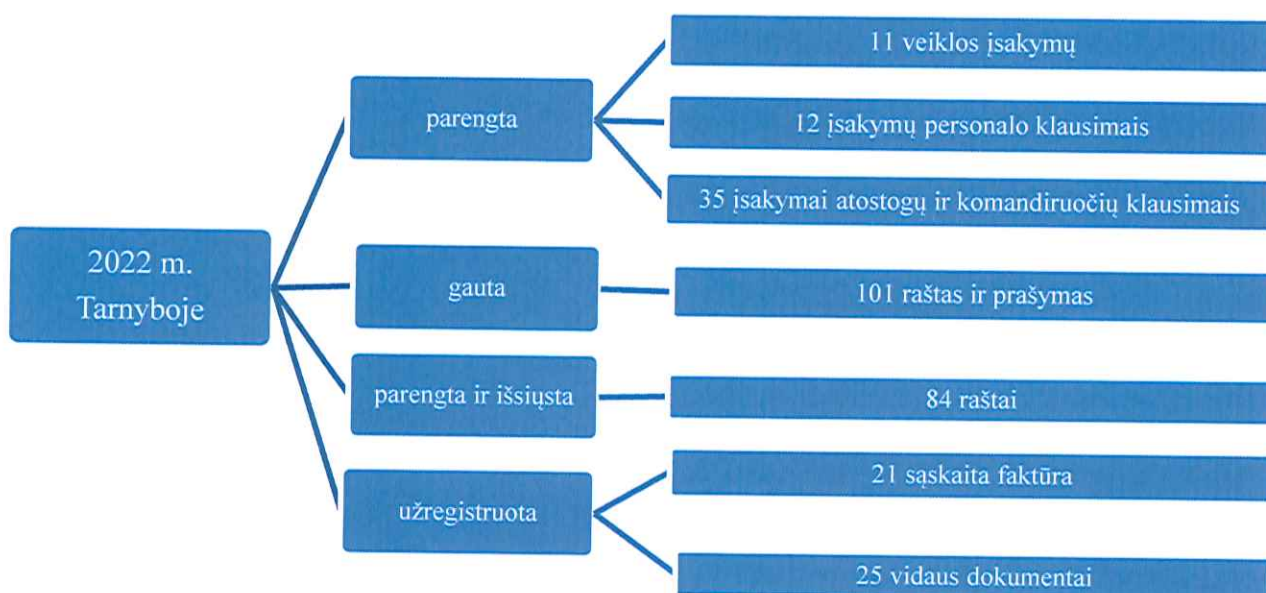 2022 m.
Tarnyboje
parengta
11 veiklos įsakymų
12 įsakymų personalo klausimais
35 įsakymai atostogų ir komandiruočių klausimais
gauta
101 raštas ir prašymas
parengta ir išsiųsta
84 raštai
užregistruota
21 sąskaita faktūra
25 vidaus dokumentai